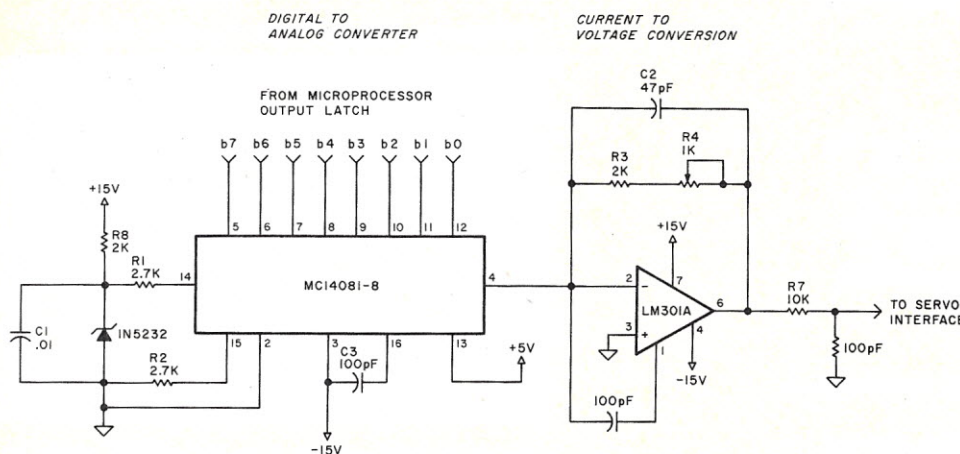 DIGITAL TO
ANALOG CONVERTER
CURRENT TO
VOLTAGE CONVERSION
FROM MICROPROCESSOR
OUTPUT LATCH
b7 b6 b5 b4 b3 b2 b1 b0
5 6 7 8 9 10 11 12
C2
47pF
R3
2K
R4
1K
+15V
R8
2K
R1
2.7K
14
MC14081-8
4
C1
.01
IN5232
R2
2.7K
15 2 3 16 13
C3
100pF
+5V
-15V
+15V
7
2 -
LM301A
6
3 +
4
1
-15V
100pF
R7
10K
TO SERVO
INTERFACE
100pF